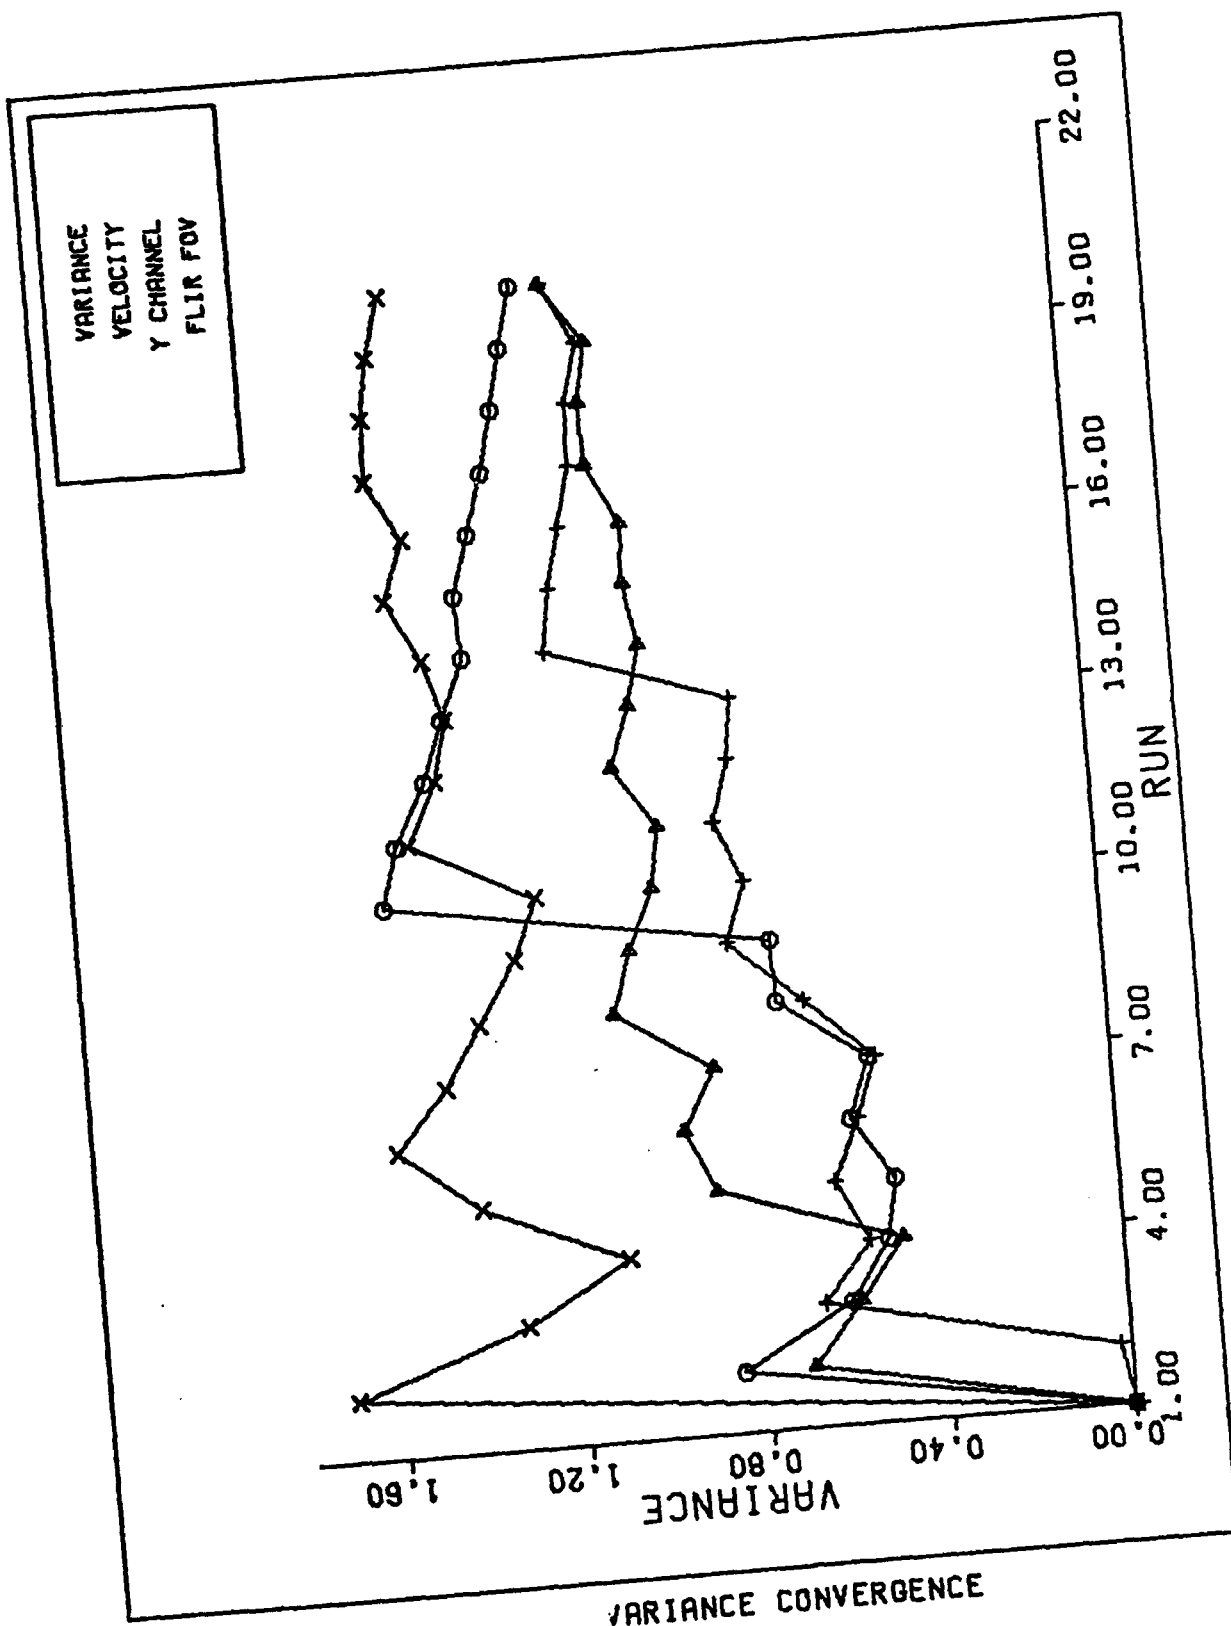 VARIANCE
VELOCITY
Y CHANNEL
FLIR FOV
VARIANCE
1.60
1.20
0.80
0.40
0.00
1.00
4.00
7.00
10.00
13.00
16.00
19.00
22.00
RUN
VARIANCE CONVERGENCE